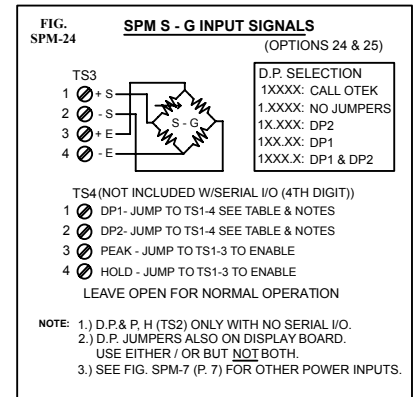 FIG.
SPM-24
SPM S - G INPUT SIGNALS
(OPTIONS 24 & 25)
TS3
1 + S
2 - S
3 + E
4 - E
S - G
D.P. SELECTION
1XXXX: CALL OTEK
1.XXXX: NO JUMPERS
1X.XXX: DP2
1XX.XX: DP1
1XXX.X: DP1 & DP2
TS4 (NOT INCLUDED W/SERIAL I/O (4TH DIGIT))
1 DP1- JUMP TO TS1-4 SEE TABLE & NOTES
2 DP2- JUMP TO TS1-4 SEE TABLE & NOTES
3 PEAK - JUMP TO TS1-3 TO ENABLE
4 HOLD - JUMP TO TS1-3 TO ENABLE
LEAVE OPEN FOR NORMAL OPERATION
NOTE: 1.) D.P.& P, H (TS2) ONLY WITH NO SERIAL I/O.
2.) D.P. JUMPERS ALSO ON DISPLAY BOARD.
USE EITHER / OR BUT NOT BOTH.
3.) SEE FIG. SPM-7 (P. 7) FOR OTHER POWER INPUTS.